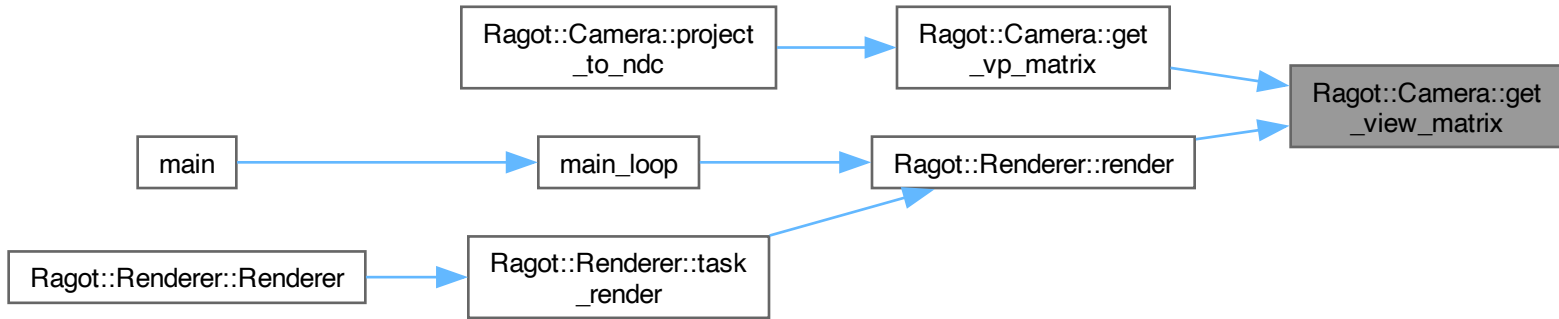 Ragot::Camera::project
_to_ndc
Ragot::Camera::get
_vp_matrix
Ragot::Camera::get
_view_matrix
main
main_loop
Ragot::Renderer::render
Ragot::Renderer::Renderer
Ragot::Renderer::task
_render